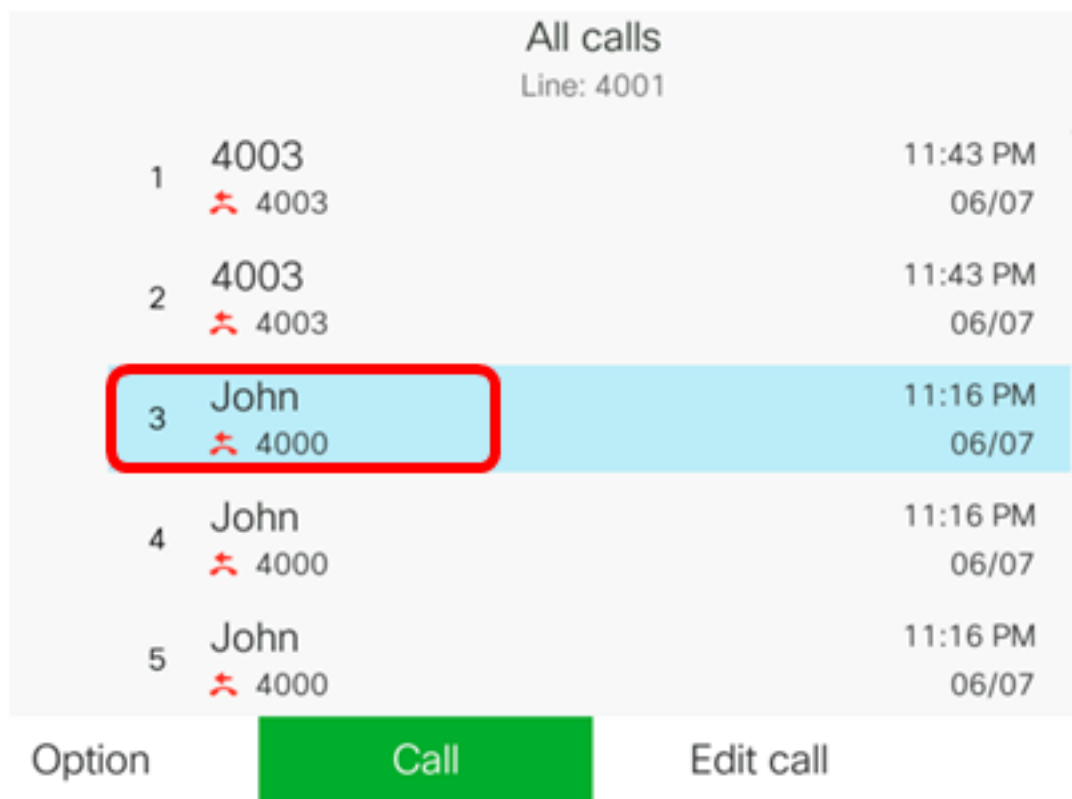 All calls
Line: 4001
1 4003 11:43 PM
4003 06/07
2 4003 11:43 PM
4003 06/07
3 John 11:16 PM
4000 06/07
4 John 11:16 PM
4000 06/07
5 John 11:16 PM
4000 06/07
Option Call Edit call